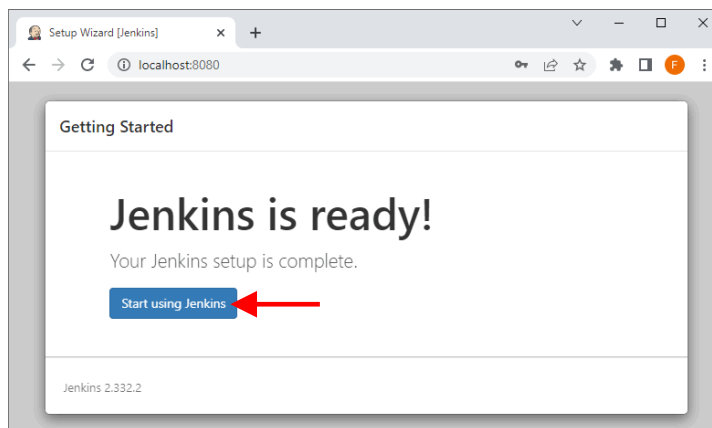 Setup Wizard [Jenkins]
localhost:8080
F
Getting Started
Jenkins is ready!
Your Jenkins setup is complete.
Start using Jenkins
Jenkins 2.332.2